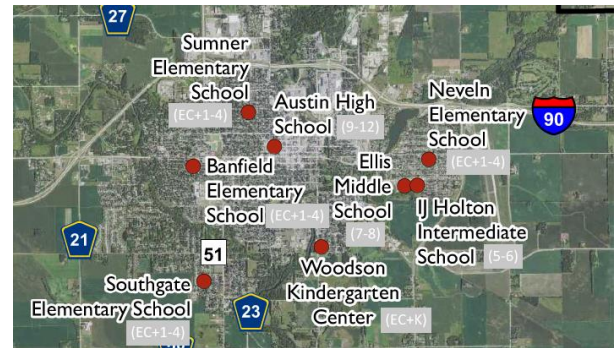 27
Sumner
Elementary
School
(EC+1-4)
Austin High
School (9-12)
Neveln
Elementary
School
(EC+1-4)
90
Banfield
Elementary
School (EC+1-4)
Ellis
Middle
School
(7-8)
IJ Holton
Intermediate
School (5-6)
21
51
Southgate
Elementary School
(EC+1-4)
23
Woodson
Kindergarten
Center (EC+K)